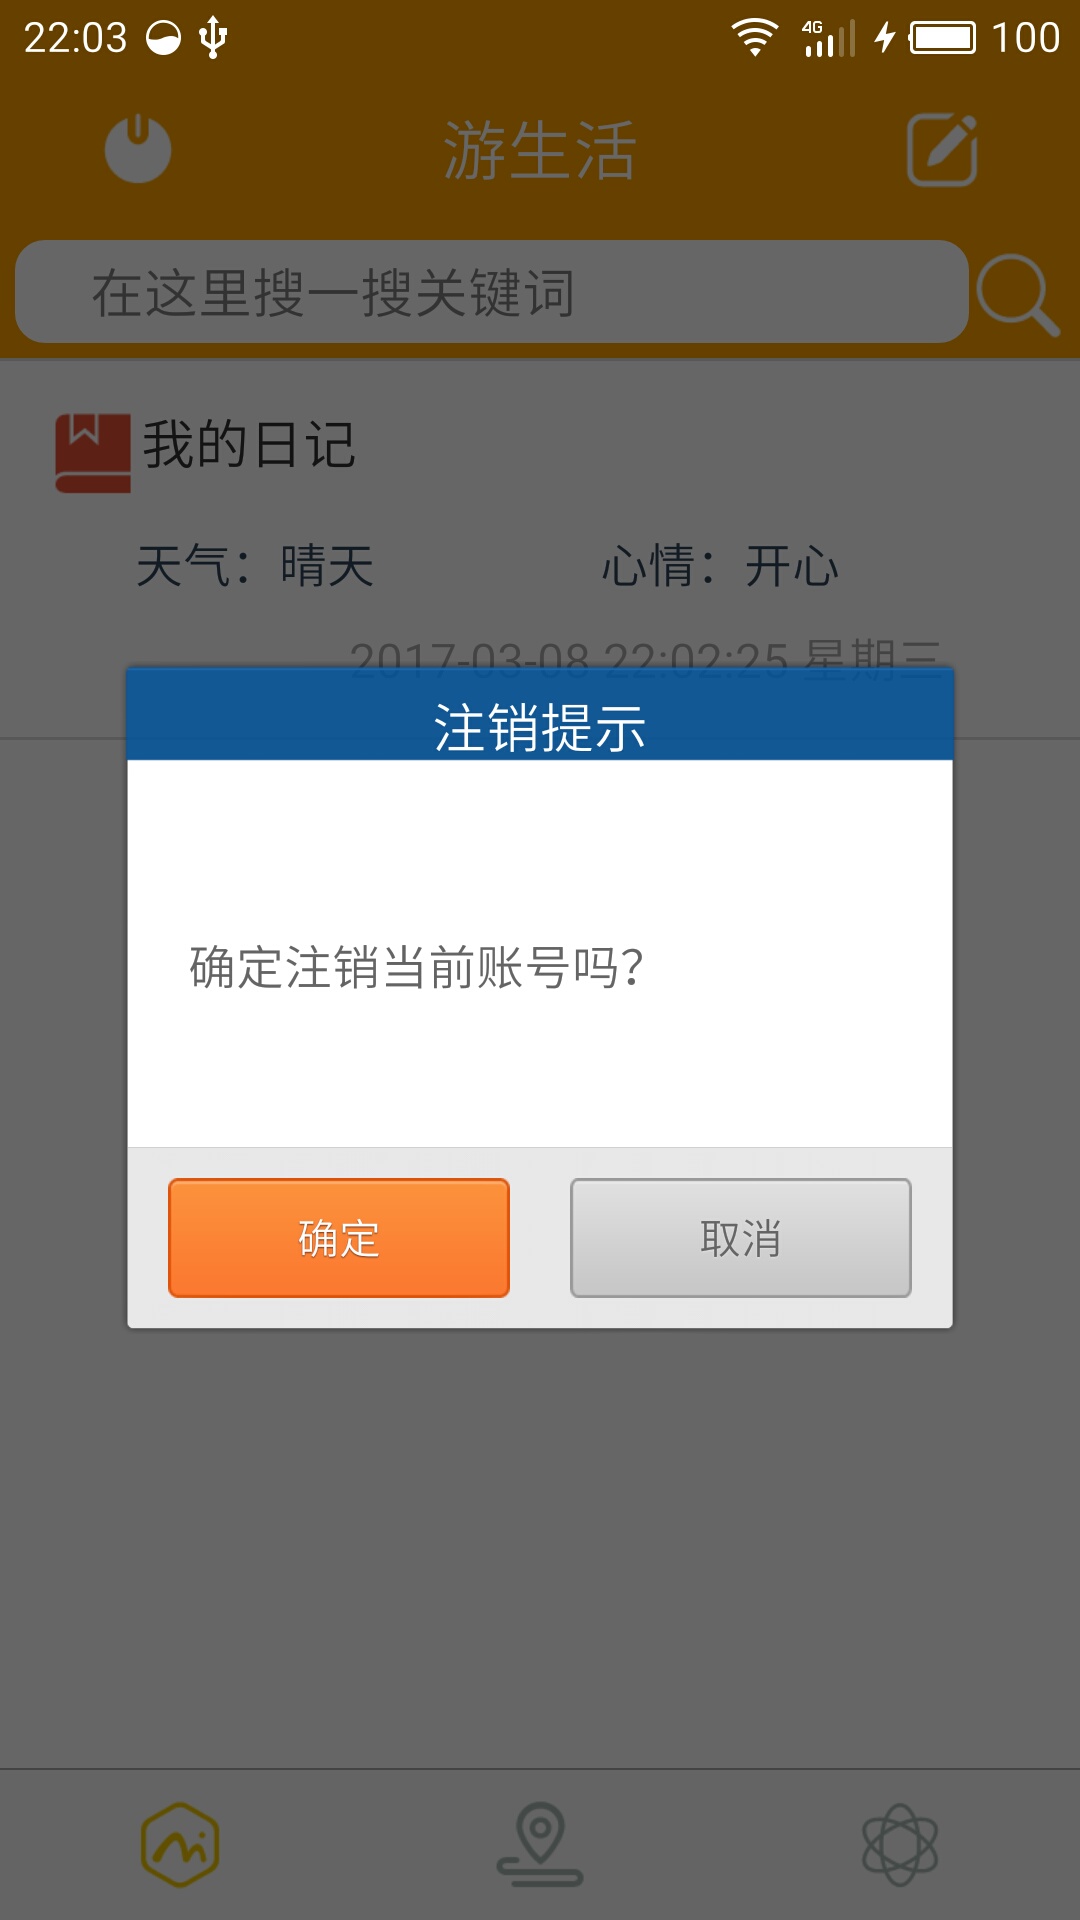 22:03
4G
100
游生活
在这里搜一搜关键词
我的日记
天气：晴天
心情：开心
2017-03-08 22:02:25 星期三
注销提示
确定注销当前账号吗？
确定
取消